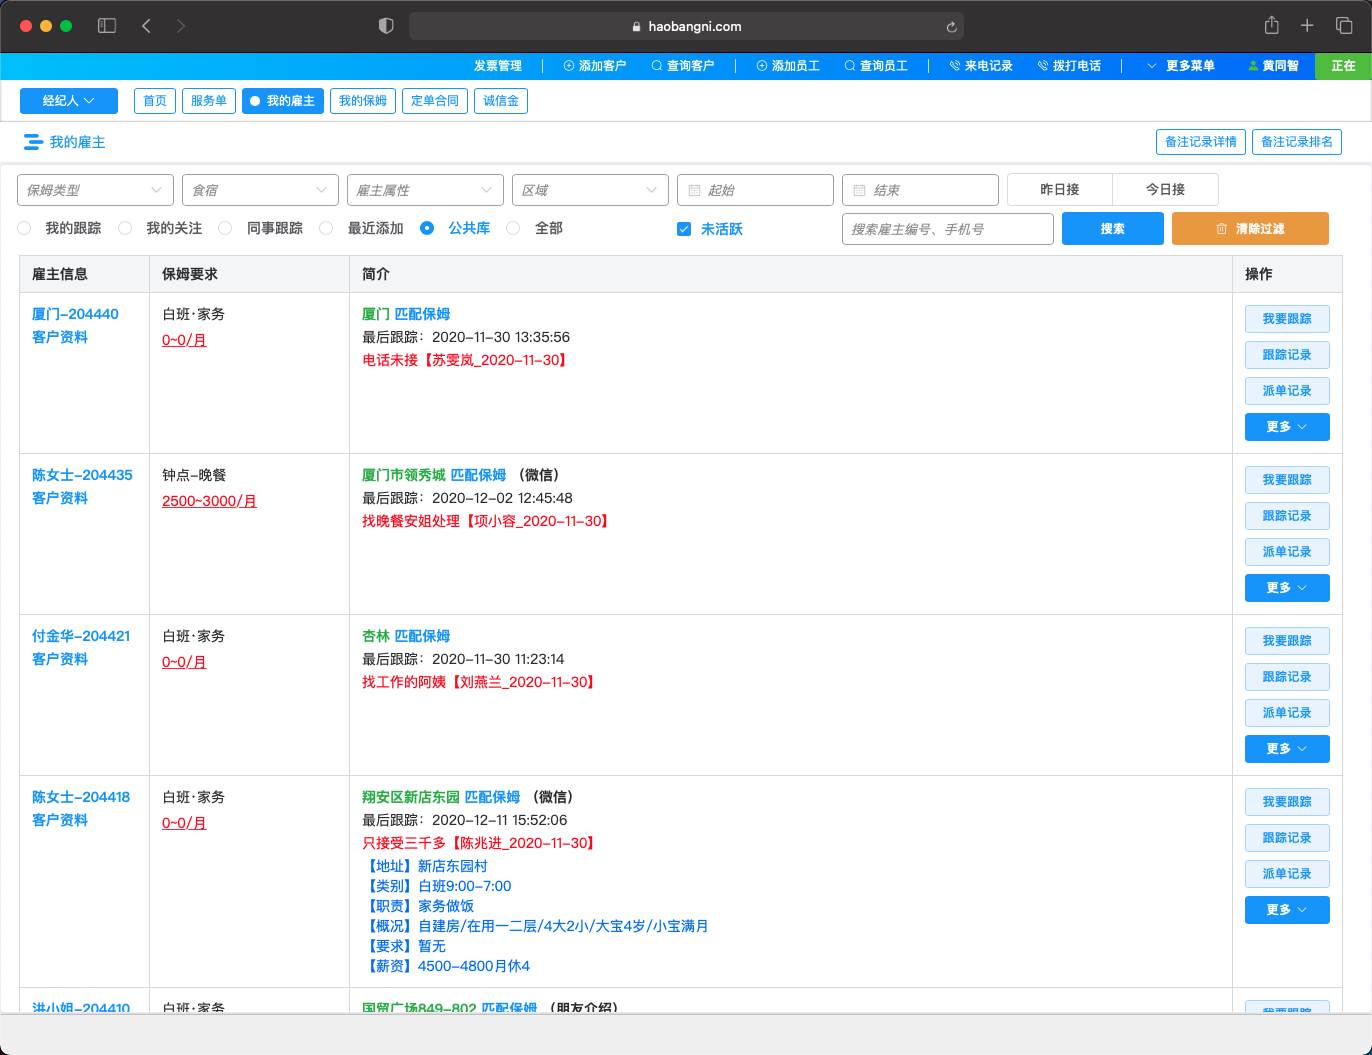 haobangni.com
发票管理 添加客户 查询客户 添加员工 查询员工 来电记录 拨打电话 更多菜单 黄同智 正在
经纪人 首页 服务单 我的雇主 我的保姆 定单合同 诚信金
我的雇主 备注记录详情 备注记录排名
保姆类型 食宿 雇主属性 区域 起始 结束 昨日接 今日接
我的跟踪 我的关注 同事跟踪 最近添加 公共库 全部 未活跃 搜索雇主编号、手机号 搜索 清除过滤
雇主信息 保姆要求 简介 操作
厦门-204440
客户资料
白班·家务
0~0/月
厦门 匹配保姆
最后跟踪：2020-11-30 13:35:56
电话未接【苏雯岚_2020-11-30】
我要跟踪
跟踪记录
派单记录
更多
陈女士-204435
客户资料
钟点-晚餐
2500~3000/月
厦门市领秀城 匹配保姆 （微信）
最后跟踪：2020-12-02 12:45:48
找晚餐安姐处理【项小容_2020-11-30】
我要跟踪
跟踪记录
派单记录
更多
付金华-204421
客户资料
白班·家务
0~0/月
杏林 匹配保姆
最后跟踪：2020-11-30 11:23:14
找工作的阿姨【刘燕兰_2020-11-30】
我要跟踪
跟踪记录
派单记录
更多
陈女士-204418
客户资料
白班·家务
0~0/月
翔安区新店东园 匹配保姆 （微信）
最后跟踪：2020-12-11 15:52:06
只接受三千多【陈兆进_2020-11-30】
【地址】新店东园村
【类别】白班9:00-7:00
【职责】家务做饭
【概况】自建房/在用一二层/4大2小/大宝4岁/小宝满月
【要求】暂无
【薪资】4500-4800月休4
我要跟踪
跟踪记录
派单记录
更多
洪小姐-204410
白班·家务
国贸广场849-802 匹配保姆 （朋友介绍）
我要跟踪